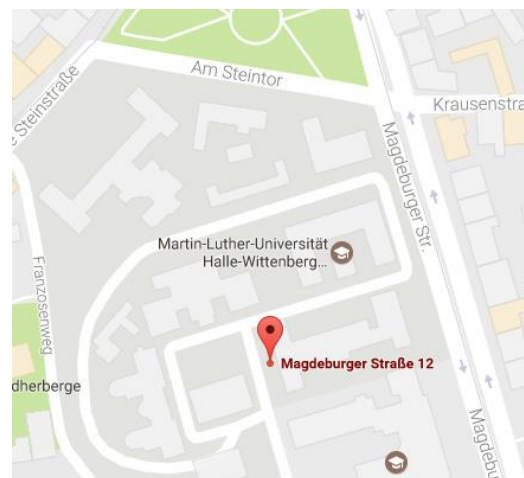 Am Steintor
e Steinstraße
Krausenstra
Magdeburger Str.
Martin-Luther-Universität
Halle-Wittenberg...
Franzosenweg
Magdeburger Straße 12
dherberge
Magdebu